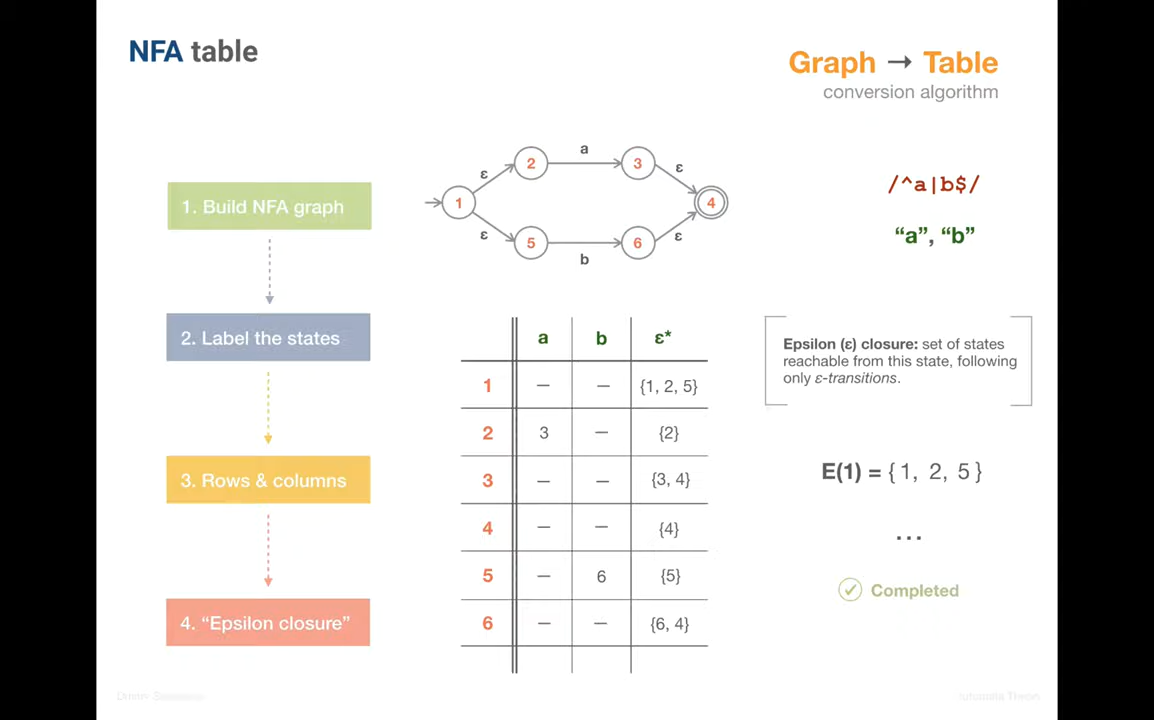 NFA table
Graph → Table
conversion algorithm
1. Build NFA graph
2. Label the states
3. Rows & columns
4. “Epsilon closure”
ε 2 a 3 ε
1 4
ε 5 b 6 ε
/^a|b$/
“a”, “b”
a b ε*
1 — — {1, 2, 5}
2 3 — {2}
3 — — {3, 4}
4 — — {4}
5 — 6 {5}
6 — — {6, 4}
Epsilon (ε) closure: set of states
reachable from this state, following
only ε-transitions.
E(1) = { 1, 2, 5 }
...
Completed
Dmitry